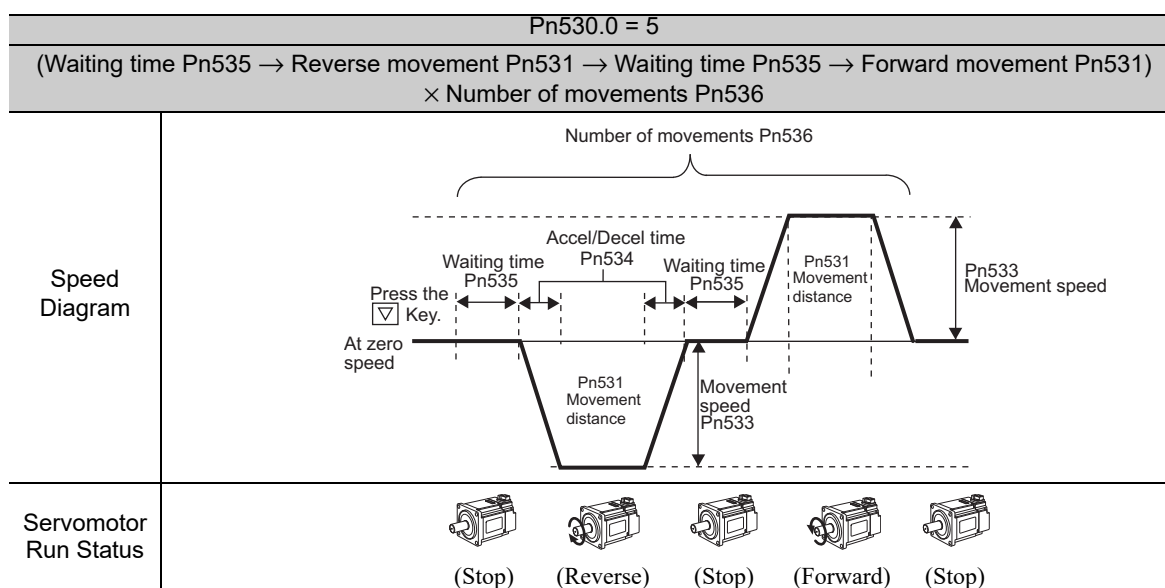 Pn530.0 = 5
(Waiting time Pn535 → Reverse movement Pn531 → Waiting time Pn535 → Forward movement Pn531)
× Number of movements Pn536
Speed
Diagram
Number of movements Pn536
Accel/Decel time
Pn534
Waiting time
Pn535
Waiting time
Pn535
Press the
▽ Key.
At zero
speed
Pn531
Movement
distance
Movement
speed
Pn533
Pn531
Movement
distance
Pn533
Movement speed
Servomotor
Run Status
(Stop) (Reverse) (Stop) (Forward) (Stop)